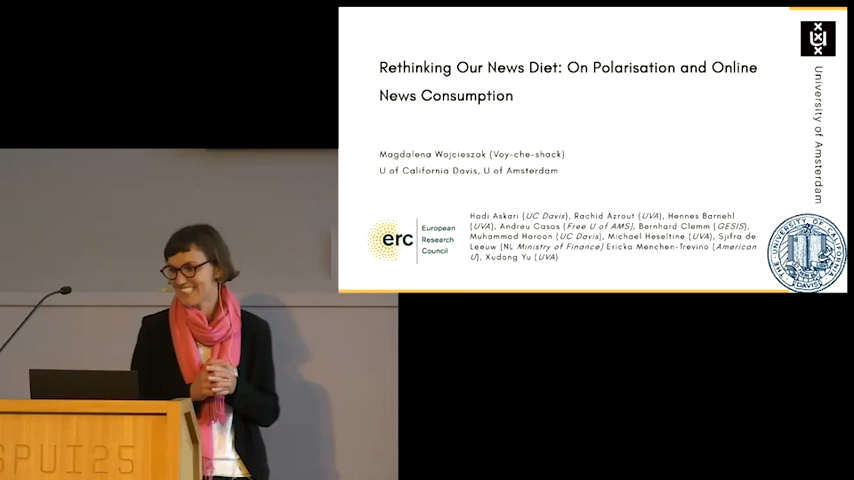 Rethinking Our News Diet: On Polarisation and Online
News Consumption
Magdalena Wojcieszak (Voy-che-shack)
U of California Davis, U of Amsterdam
Hadi Askari (UC Davis), Rachid Azrout (UVA), Hennes Barnehl
(UVA), Andreu Casas (Free U of AMS), Bernhard Clemm (GESIS),
Muhammad Haroon (UC Davis), Michael Heseltine (UVA), Sjifra de
Leeuw (NL Ministry of Finance) Ericka Menchen-Trevino (American
U), Xudong Yu (UVA)
erc
European
Research
Council
University of Amsterdam
DAVIS
SPUI25